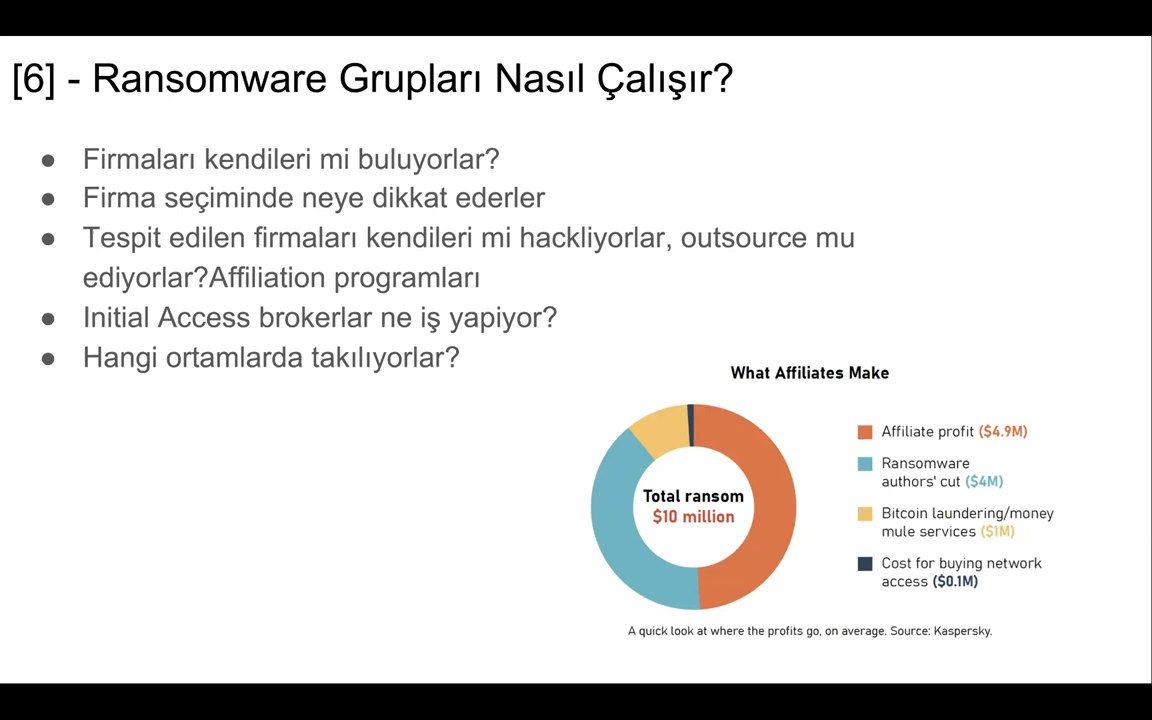 [6] - Ransomware Grupları Nasıl Çalışır?
● Firmaları kendileri mi buluyorlar?
● Firma seçiminde neye dikkat ederler
● Tespit edilen firmaları kendileri mi hackliyorlar, outsource mu
ediyorlar?Affiliation programları
● Initial Access brokerlar ne iş yapiyor?
● Hangi ortamlarda takılıyorlar?
What Affiliates Make
Total ransom
$10 million
Affiliate profit ($4.9M)
Ransomware
authors' cut ($4M)
Bitcoin laundering/money
mule services ($1M)
Cost for buying network
access ($0.1M)
A quick look at where the profits go, on average. Source: Kaspersky.